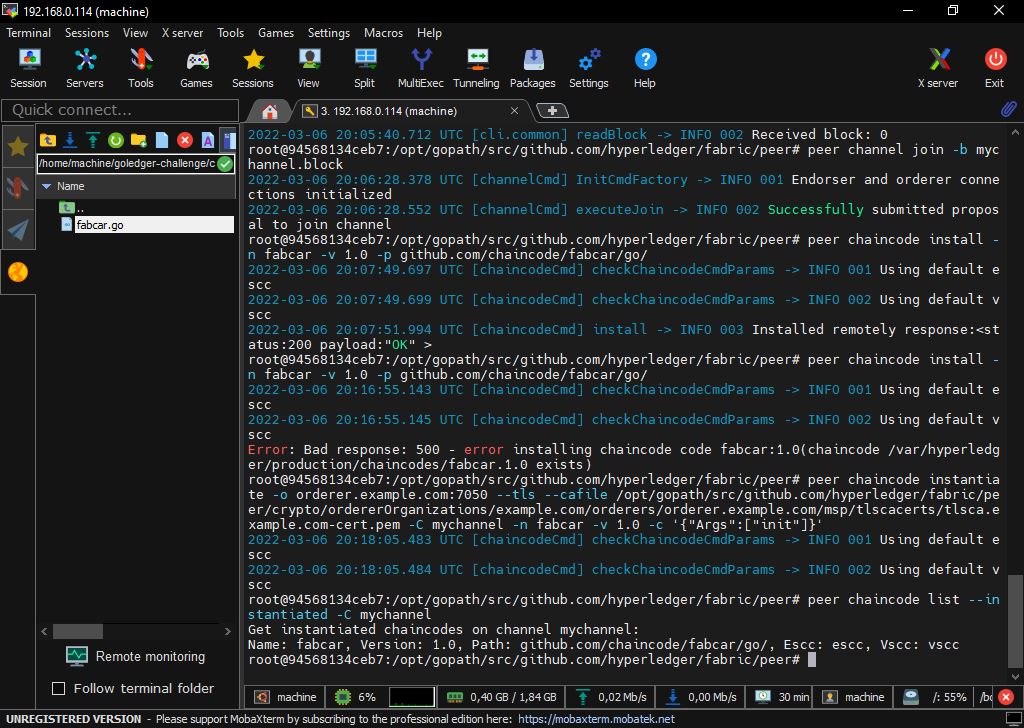 192.168.0.114 (machine)
Terminal Sessions View X server Tools Games Settings Macros Help
Session Servers Tools Games Sessions View Split MultiExec Tunneling Packages Settings Help X server Exit
Quick connect...
3. 192.168.0.114 (machine)
/home/machine/goledger-challenge/c
Name
..
fabcar.go
2022-03-06 20:05:40.712 UTC [cli.common] readBlock -> INFO 002 Received block: 0
root@94568134ceb7:/opt/gopath/src/github.com/hyperledger/fabric/peer# peer channel join -b myc
hannel.block
2022-03-06 20:06:28.378 UTC [channelCmd] InitCmdFactory -> INFO 001 Endorser and orderer conne
ctions initialized
2022-03-06 20:06:28.552 UTC [channelCmd] executeJoin -> INFO 002 Successfully submitted propos
al to join channel
root@94568134ceb7:/opt/gopath/src/github.com/hyperledger/fabric/peer# peer chaincode install -
n fabcar -v 1.0 -p github.com/chaincode/fabcar/go/
2022-03-06 20:07:49.697 UTC [chaincodeCmd] checkChaincodeCmdParams -> INFO 001 Using default e
scc
2022-03-06 20:07:49.699 UTC [chaincodeCmd] checkChaincodeCmdParams -> INFO 002 Using default v
scc
2022-03-06 20:07:51.994 UTC [chaincodeCmd] install -> INFO 003 Installed remotely response:<st
atus:200 payload:"OK" >
root@94568134ceb7:/opt/gopath/src/github.com/hyperledger/fabric/peer# peer chaincode install -
n fabcar -v 1.0 -p github.com/chaincode/fabcar/go/
2022-03-06 20:16:55.143 UTC [chaincodeCmd] checkChaincodeCmdParams -> INFO 001 Using default e
scc
2022-03-06 20:16:55.145 UTC [chaincodeCmd] checkChaincodeCmdParams -> INFO 002 Using default v
scc
Error: Bad response: 500 - error installing chaincode code fabcar:1.0(chaincode /var/hyperledg
er/production/chaincodes/fabcar.1.0 exists)
root@94568134ceb7:/opt/gopath/src/github.com/hyperledger/fabric/peer# peer chaincode instantia
te -o orderer.example.com:7050 --tls --cafile /opt/gopath/src/github.com/hyperledger/fabric/pe
er/crypto/ordererOrganizations/example.com/orderers/orderer.example.com/msp/tlscacerts/tlsca.e
xample.com-cert.pem -C mychannel -n fabcar -v 1.0 -c '{"Args":["init"]}'
2022-03-06 20:18:05.483 UTC [chaincodeCmd] checkChaincodeCmdParams -> INFO 001 Using default e
scc
2022-03-06 20:18:05.484 UTC [chaincodeCmd] checkChaincodeCmdParams -> INFO 002 Using default v
scc
root@94568134ceb7:/opt/gopath/src/github.com/hyperledger/fabric/peer# peer chaincode list --in
stantiated -C mychannel
Get instantiated chaincodes on channel mychannel:
Name: fabcar, Version: 1.0, Path: github.com/chaincode/fabcar/go/, Escc: escc, Vscc: vscc
root@94568134ceb7:/opt/gopath/src/github.com/hyperledger/fabric/peer#
Remote monitoring
Follow terminal folder
machine 6% 0,40 GB / 1,84 GB 0,02 Mb/s 0,00 Mb/s 30 min machine /: 55% /bo
UNREGISTERED VERSION - Please support MobaXterm by subscribing to the professional edition here: https://mobaxterm.mobatek.net